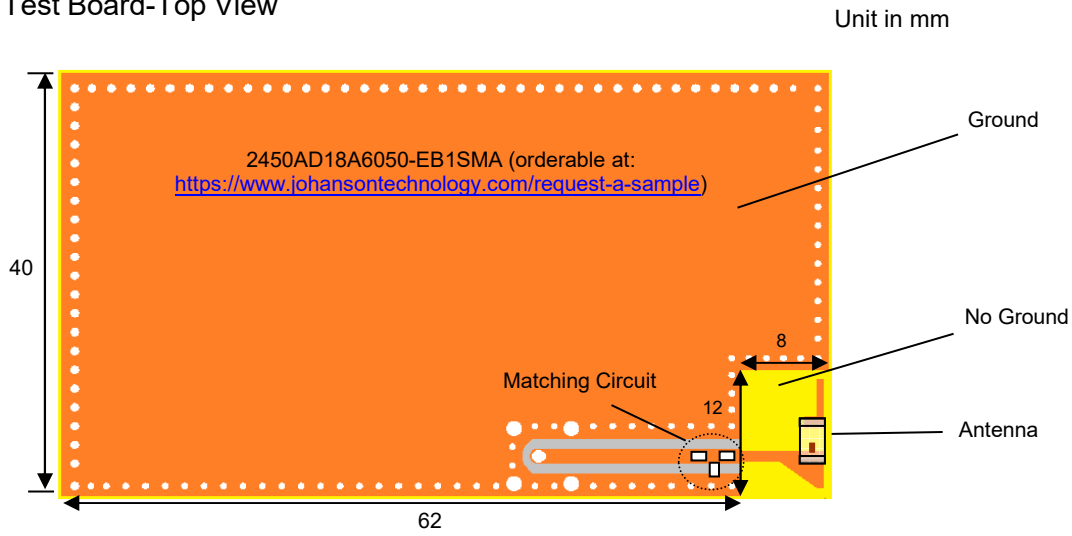 Test Board-Top View
Unit in mm
Ground
2450AD18A6050-EB1SMA (orderable at:
https://www.johansontechnology.com/request-a-sample)
40
No Ground
8
Matching Circuit
12
Antenna
62